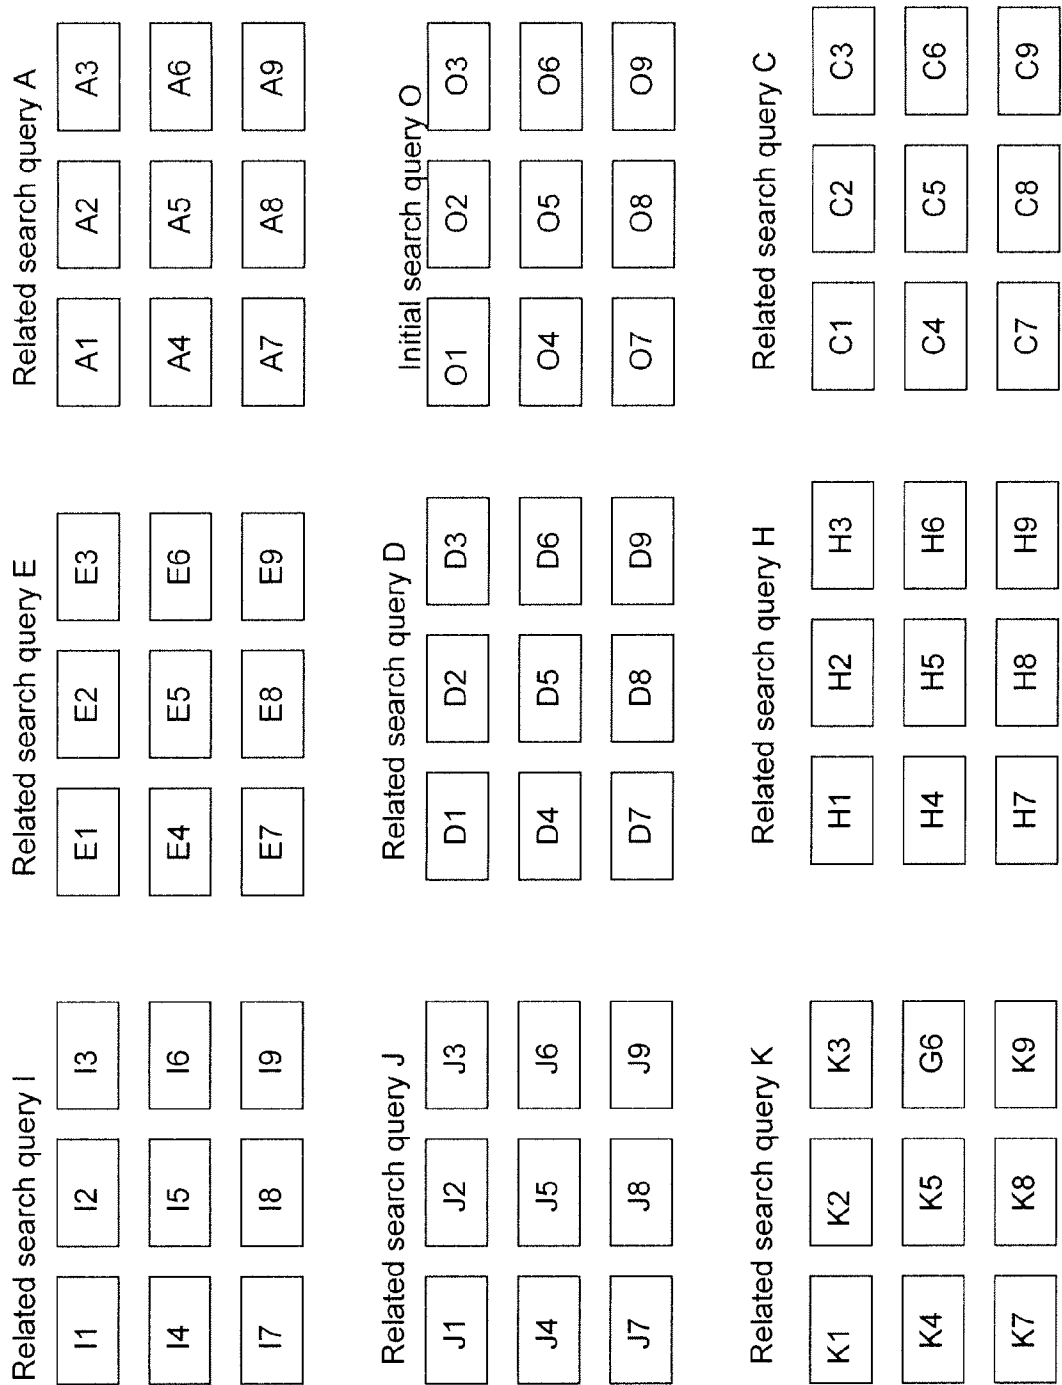 Related search query I
I1 I2 I3
I4 I5 I6
I7 I8 I9
Related search query E
E1 E2 E3
E4 E5 E6
E7 E8 E9
Related search query A
A1 A2 A3
A4 A5 A6
A7 A8 A9
Related search query J
J1 J2 J3
J4 J5 J6
J7 J8 J9
Related search query D
D1 D2 D3
D4 D5 D6
D7 D8 D9
Initial search query O
O1 O2 O3
O4 O5 O6
O7 O8 O9
Related search query K
K1 K2 K3
K4 K5 G6
K7 K8 K9
Related search query H
H1 H2 H3
H4 H5 H6
H7 H8 H9
Related search query C
C1 C2 C3
C4 C5 C6
C7 C8 C9